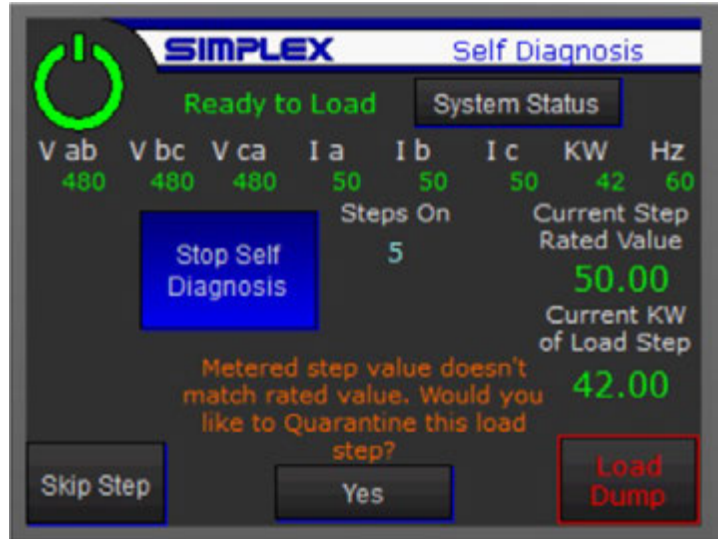 SIMPLEX Self Diagnosis
Ready to Load System Status
V ab V bc V ca I a I b I c KW Hz
480 480 480 50 50 50 42 60
Steps On
5
Current Step
Rated Value
50.00
Stop Self
Diagnosis
Current KW
of Load Step
42.00
Metered step value doesn't
match rated value. Would you
like to Quarantine this load
step?
Skip Step
Yes
Load
Dump